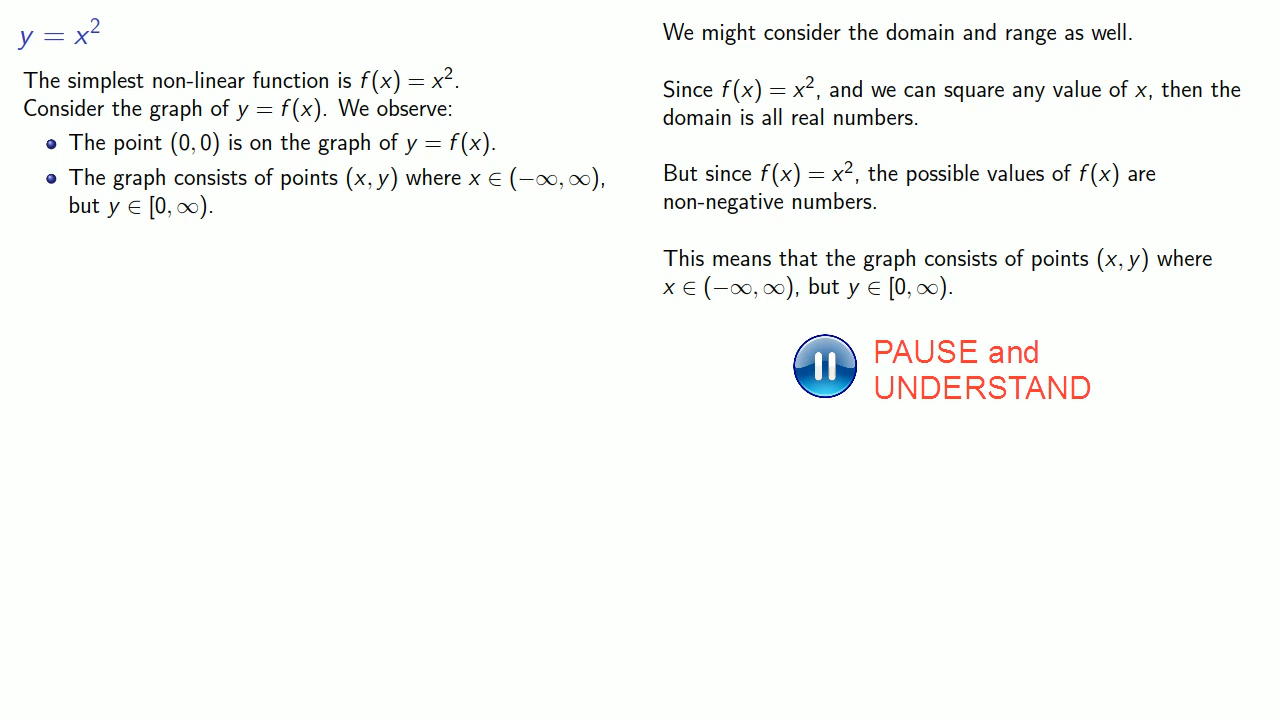 y = x²
The simplest non-linear function is f(x) = x².
Consider the graph of y = f(x). We observe:
• The point (0, 0) is on the graph of y = f(x).
• The graph consists of points (x, y) where x ∈ (−∞, ∞),
but y ∈ [0, ∞).
We might consider the domain and range as well.
Since f(x) = x², and we can square any value of x, then the
domain is all real numbers.
But since f(x) = x², the possible values of f(x) are
non-negative numbers.
This means that the graph consists of points (x, y) where
x ∈ (−∞, ∞), but y ∈ [0, ∞).
PAUSE and
UNDERSTAND